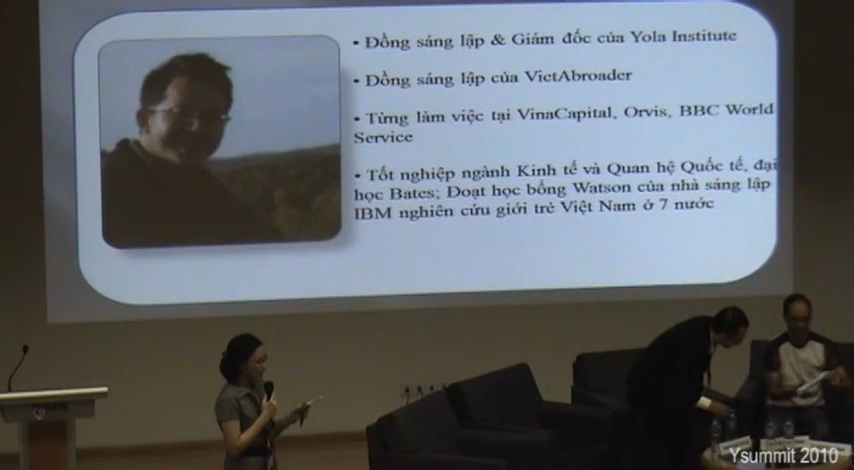 • Đồng sáng lập & Giám đốc của Yola Institute
• Đồng sáng lập của VietAbroader
• Từng làm việc tại VinaCapital, Orvis, BBC World
Service
• Tốt nghiệp ngành Kinh tế và Quan hệ Quốc tế, đại
học Bates; Đoạt học bổng Watson của nhà sáng lập
IBM nghiên cứu giới trẻ Việt Nam ở 7 nước
Ysummit 2010